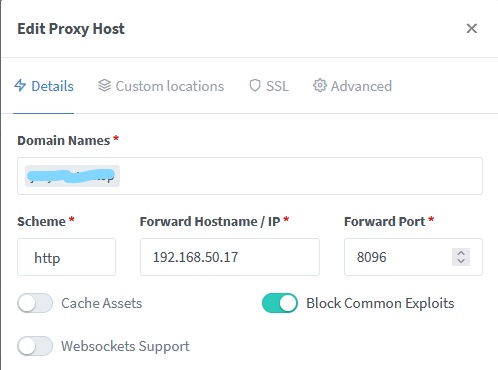 Edit Proxy Host
Details Custom locations SSL Advanced
Domain Names *
Scheme * Forward Hostname / IP * Forward Port *
http 192.168.50.17 8096
Cache Assets Block Common Exploits
Websockets Support